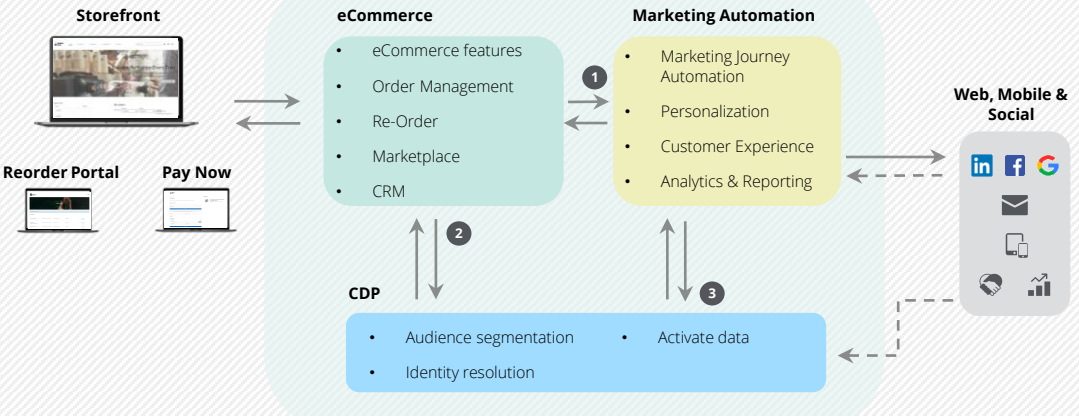 Storefront
Reorder Portal
Pay Now
eCommerce
• eCommerce features
• Order Management
• Re-Order
• Marketplace
• CRM
1
Marketing Automation
• Marketing Journey
Automation
• Personalization
• Customer Experience
• Analytics & Reporting
Web, Mobile &
Social
in
f
G
2
3
CDP
• Audience segmentation
• Identity resolution
• Activate data